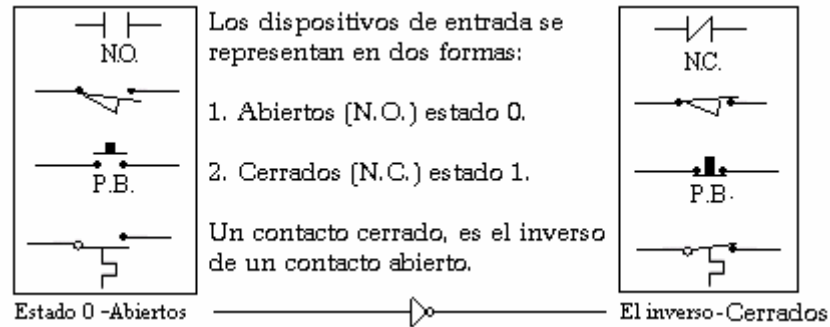 N.O.
P.B.
Estado 0 -Abiertos
Los dispositivos de entrada se
representan en dos formas:
1. Abiertos (N.O.) estado 0.
2. Cerrados (N.C.) estado 1.
Un contacto cerrado, es el inverso
de un contacto abierto.
N.C.
P.B.
El inverso-Cerrados